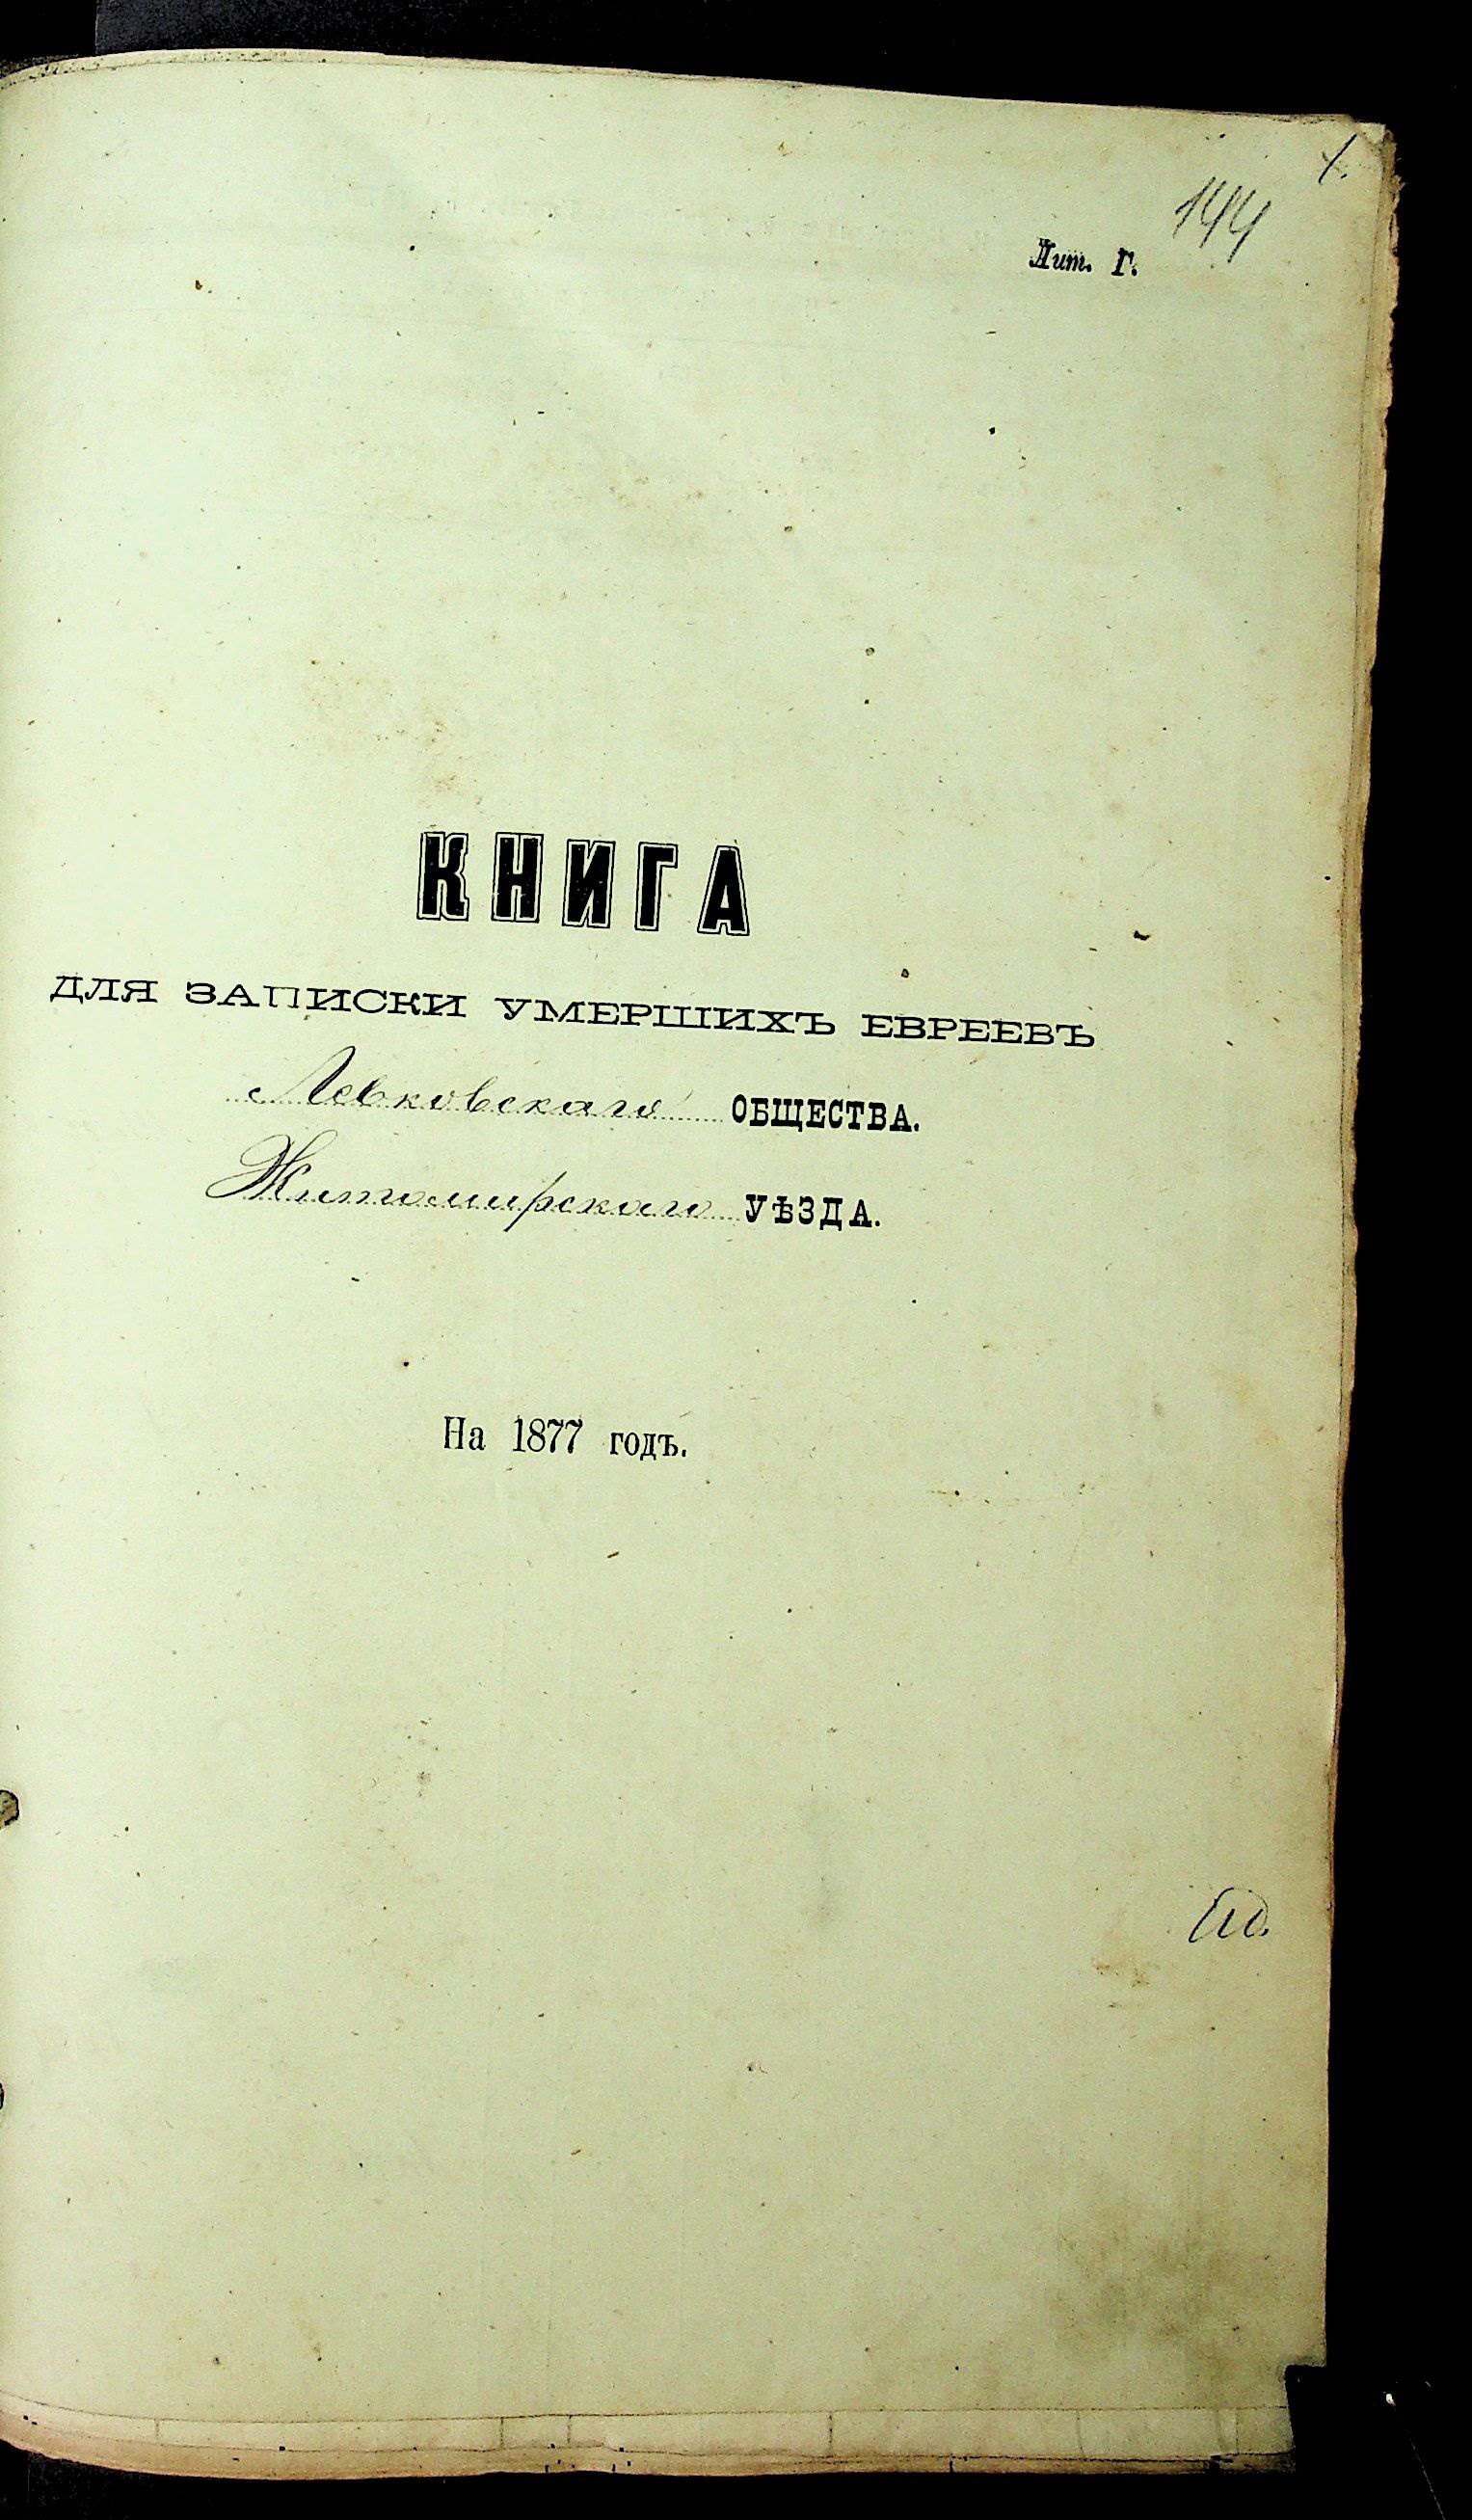 1.
144
Лит. Г.
КНИГА
ДЛЯ ЗАПИСКИ УМЕРШИХЪ ЕВРЕЕВЪ
Левковскаго ОБЩЕСТВА.
Житомирскаго УѢЗДА.
На 1877 годъ.